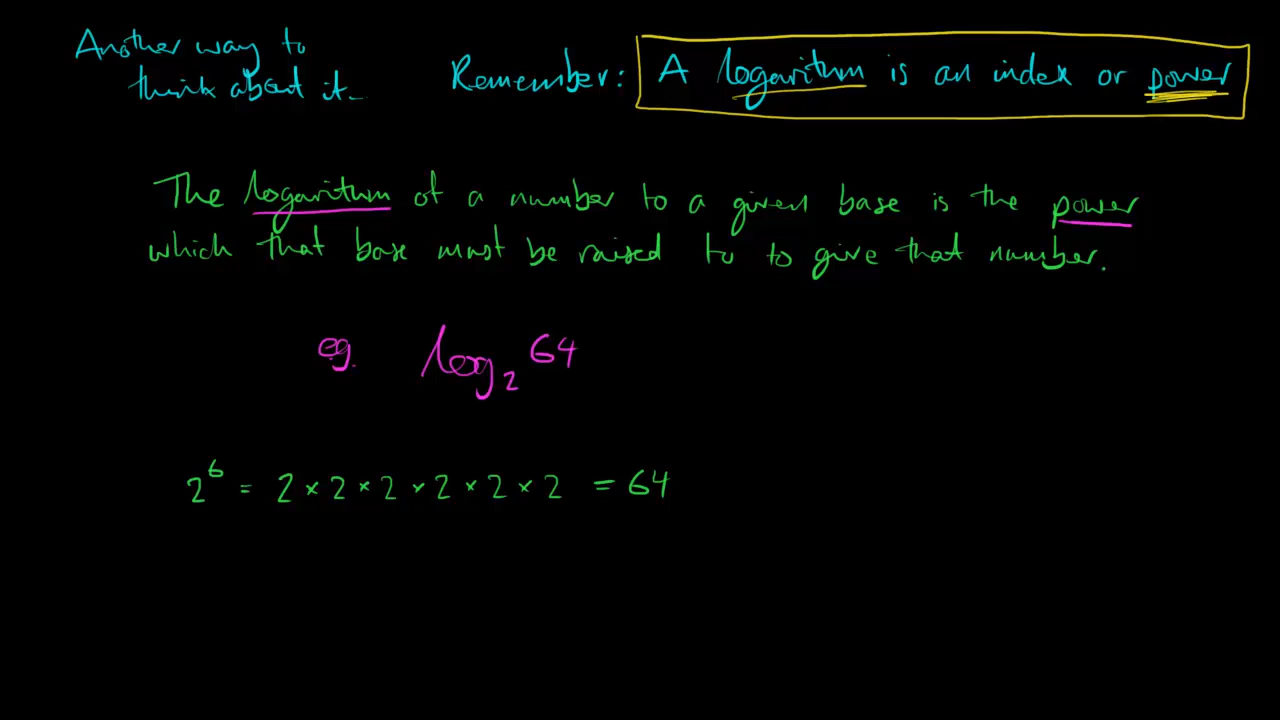 Another way to
think about it.
Remember: A logarithm is an index or power
The logarithm of a number to a given base is the power
which that base must be raised to to give that number.
eg. log₂ 64
2⁶ = 2 × 2 × 2 × 2 × 2 × 2 = 64